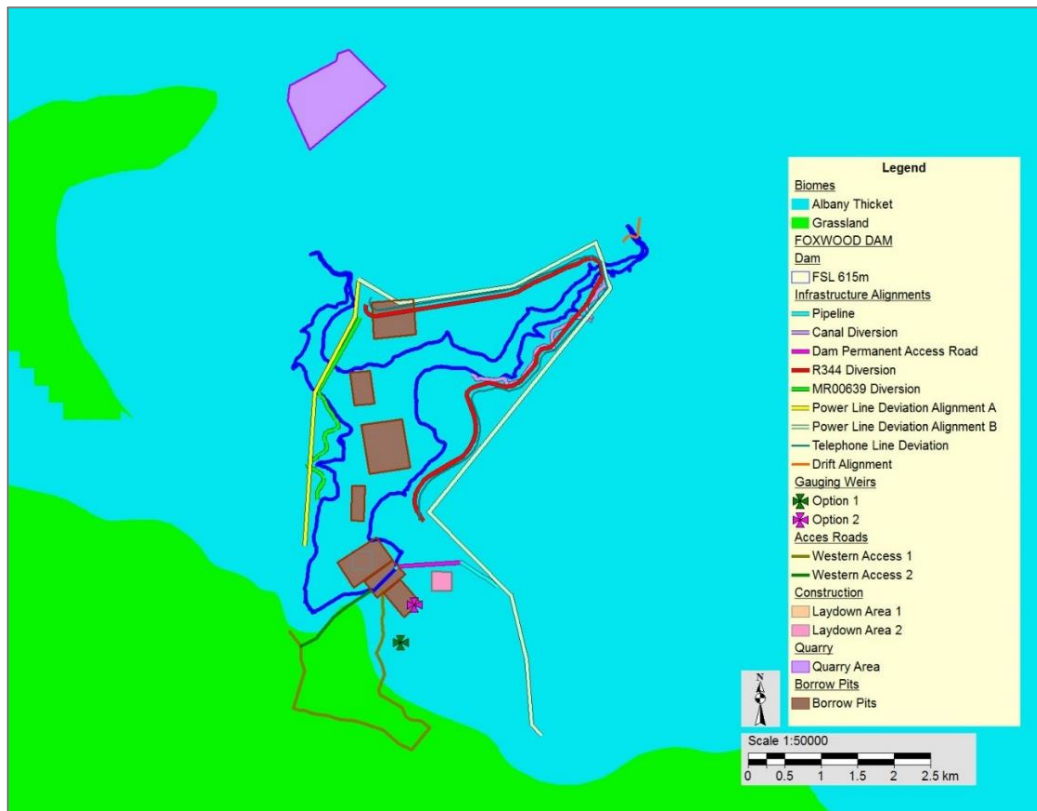 Legend
Biomes
Albany Thicket
Grassland
FOXWOOD DAM
Dam
FSL 615m
Infrastructure Alignments
Pipeline
Canal Diversion
Dam Permanent Access Road
R344 Diversion
MR00639 Diversion
Power Line Deviation Alignment A
Power Line Deviation Alignment B
Telephone Line Deviation
Drift Alignment
Gauging Weirs
Option 1
Option 2
Acces Roads
Western Access 1
Western Access 2
Construction
Laydown Area 1
Laydown Area 2
Quarry
Quarry Area
Borrow Pits
Borrow Pits
N
Scale 1:50000
0 0.5 1 1.5 2 2.5 km